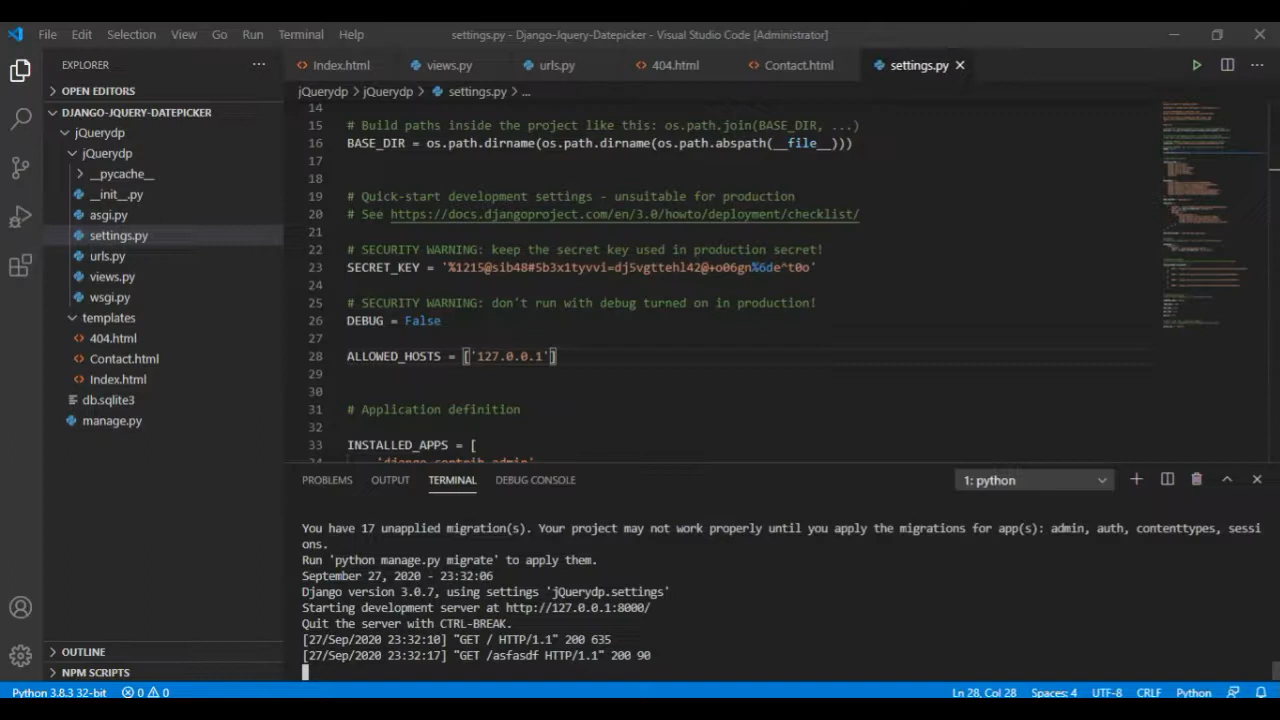 File Edit Selection View Go Run Terminal Help
settings.py - Django-Jquery-Datepicker - Visual Studio Code [Administrator]
EXPLORER
OPEN EDITORS
DJANGO-JQUERY-DATEPICKER
jQuerydp
jQuerydp
__pycache__
__init__.py
asgi.py
settings.py
urls.py
views.py
wsgi.py
templates
404.html
Contact.html
Index.html
db.sqlite3
manage.py
OUTLINE
NPM SCRIPTS
Index.html views.py urls.py 404.html Contact.html settings.py
jQuerydp > jQuerydp > settings.py > ...
14
15 # Build paths inside the project like this: os.path.join(BASE_DIR, ...)
16 BASE_DIR = os.path.dirname(os.path.dirname(os.path.abspath(__file__)))
17
18
19 # Quick-start development settings - unsuitable for production
20 # See https://docs.djangoproject.com/en/3.0/howto/deployment/checklist/
21
22 # SECURITY WARNING: keep the secret key used in production secret!
23 SECRET_KEY = '%1215@sib48#5b3x1tyvvi=dj5vgttehl42@+o06gn%6de^t0o'
24
25 # SECURITY WARNING: don't run with debug turned on in production!
26 DEBUG = False
27
28 ALLOWED_HOSTS = ['127.0.0.1']
29
30
31 # Application definition
32
33 INSTALLED_APPS = [
34 'django.contrib.admin'
PROBLEMS OUTPUT TERMINAL DEBUG CONSOLE
1: python
You have 17 unapplied migration(s). Your project may not work properly until you apply the migrations for app(s): admin, auth, contenttypes, sessi
ons.
Run 'python manage.py migrate' to apply them.
September 27, 2020 - 23:32:06
Django version 3.0.7, using settings 'jQuerydp.settings'
Starting development server at http://127.0.0.1:8000/
Quit the server with CTRL-BREAK.
[27/Sep/2020 23:32:10] "GET / HTTP/1.1" 200 635
[27/Sep/2020 23:32:17] "GET /asfasdf HTTP/1.1" 200 90
Python 3.8.3 32-bit 0 0 Ln 28, Col 28 Spaces: 4 UTF-8 CRLF Python